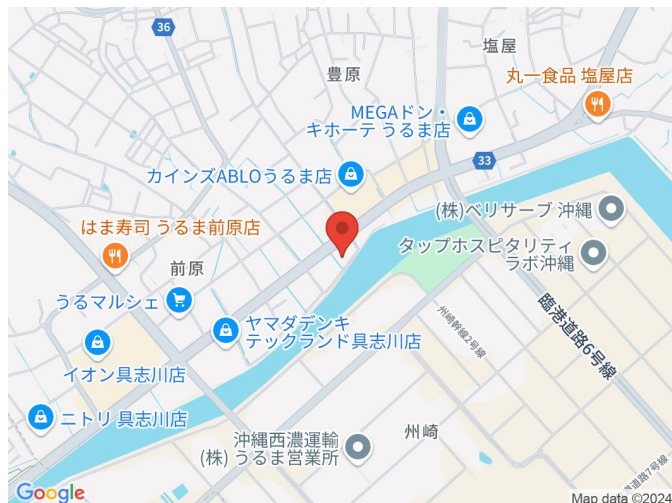 36
塩屋
豊原
丸一食品 塩屋店
MEGAドン・
キホーテ うるま店
33
カインズABLOうるま店
(株)ベリサーブ 沖縄
はま寿司 うるま前原店
タップホスピタリティ
ラボ沖縄
前原
うるマルシェ
臨港道路6号線
州崎幹線2号線
ヤマダデンキ
テックランド具志川店
イオン具志川店
ニトリ 具志川店
州崎
沖縄西濃運輸
(株) うるま営業所
臨港道路7号線
Google
Map data ©2024